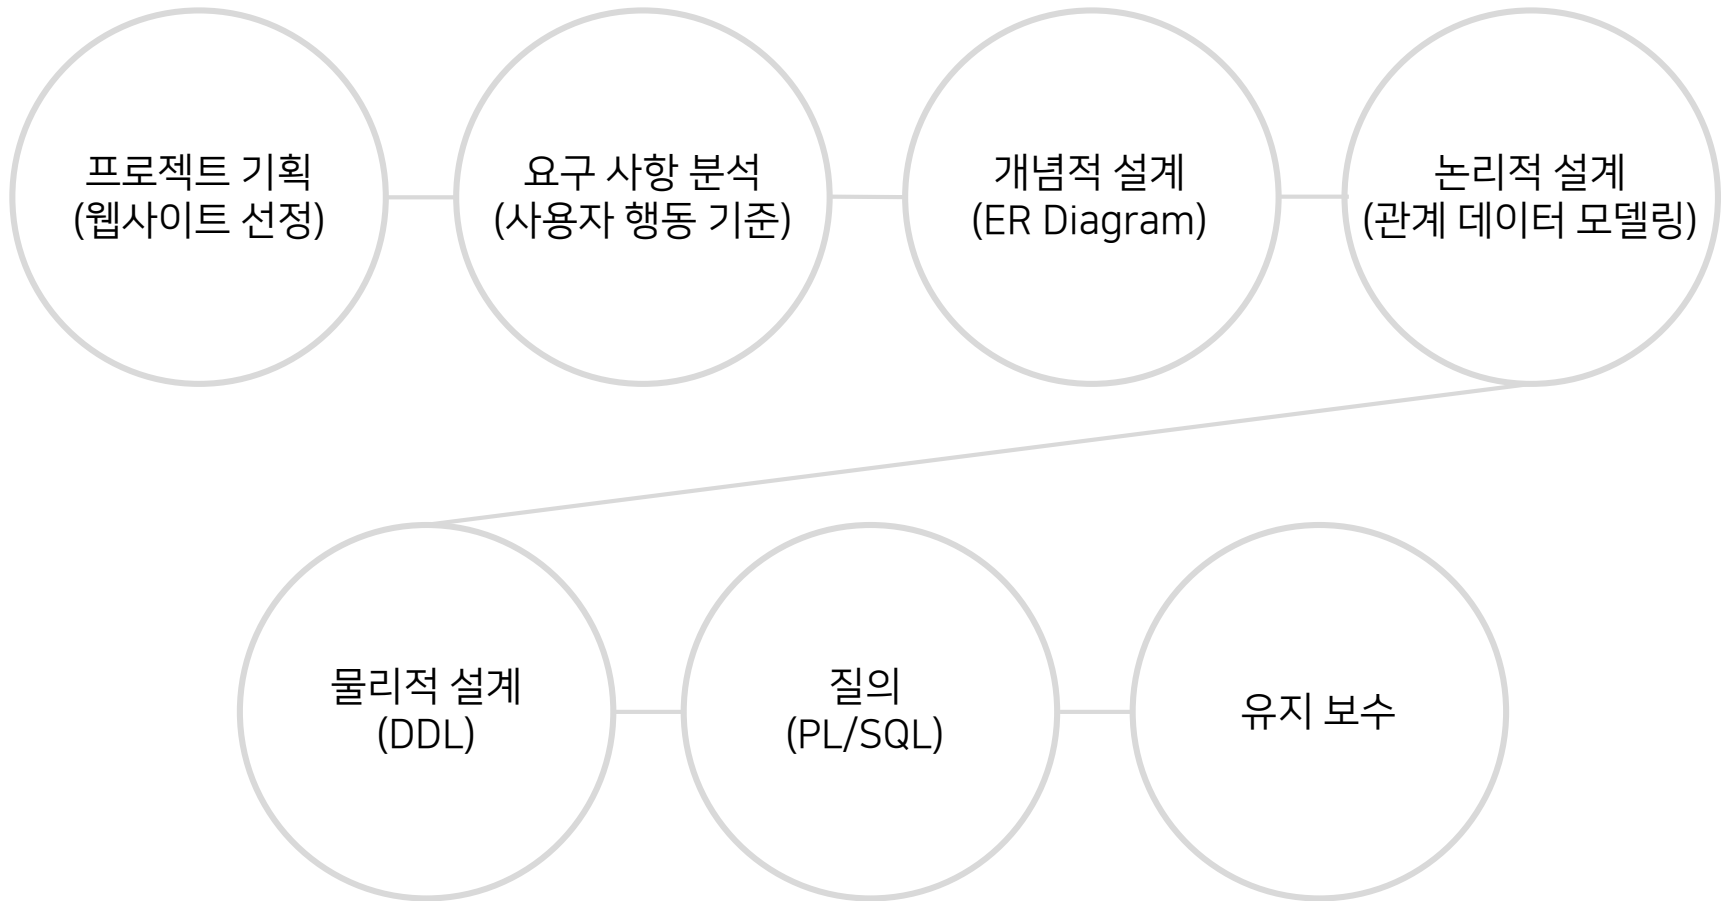 프로젝트 기획
(웹사이트 선정)
요구 사항 분석
(사용자 행동 기준)
개념적 설계
(ER Diagram)
논리적 설계
(관계 데이터 모델링)
물리적 설계
(DDL)
질의
(PL/SQL)
유지 보수